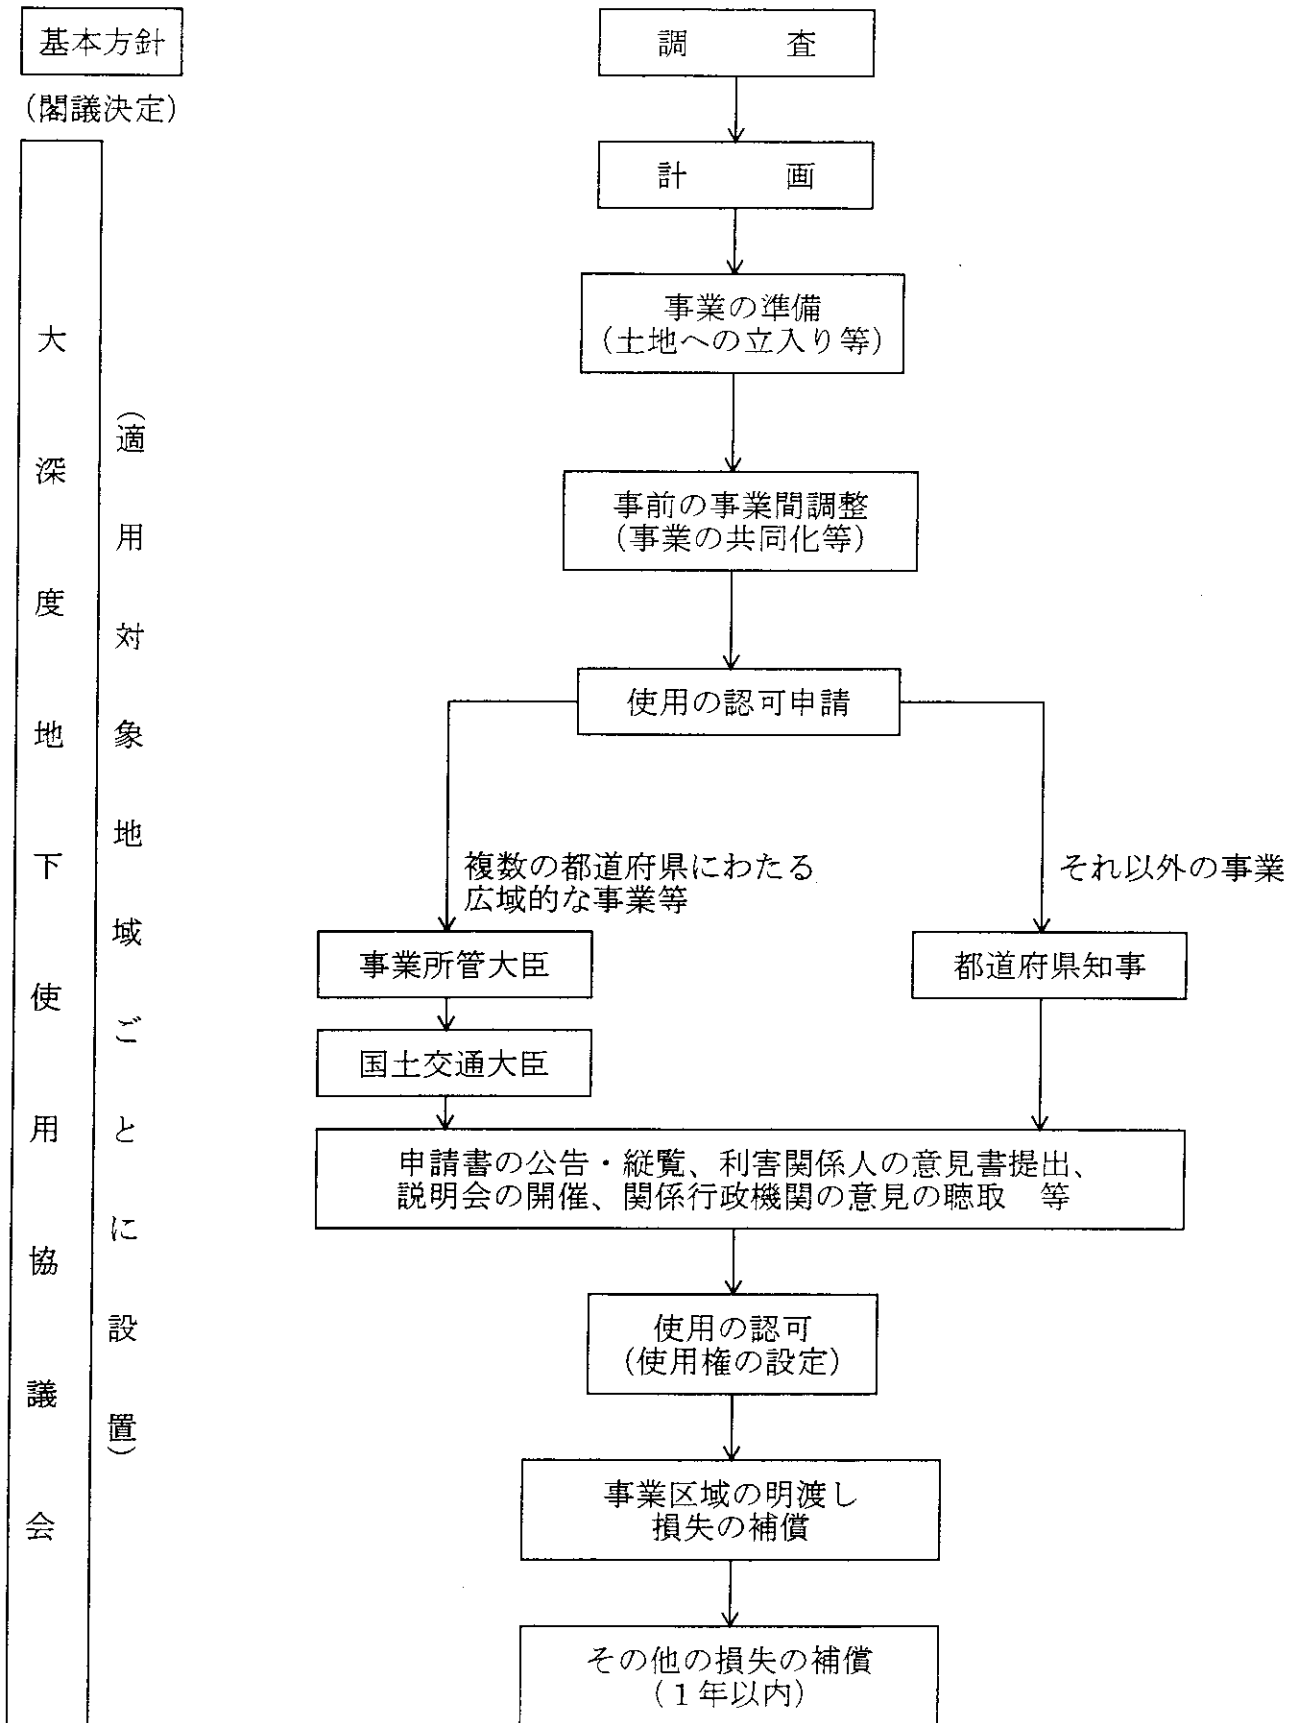 基本方針
(閣議決定)
大深度地下使用協議会
(適用対象地域ごとに設置)
調　　査
計　　画
事業の準備
(土地への立入り等)
事前の事業間調整
(事業の共同化等)
使用の認可申請
複数の都道府県にわたる
広域的な事業等
それ以外の事業
事業所管大臣
都道府県知事
国土交通大臣
申請書の公告・縦覧、利害関係人の意見書提出、
説明会の開催、関係行政機関の意見の聴取　等
使用の認可
(使用権の設定)
事業区域の明渡し
損失の補償
その他の損失の補償
(1年以内)